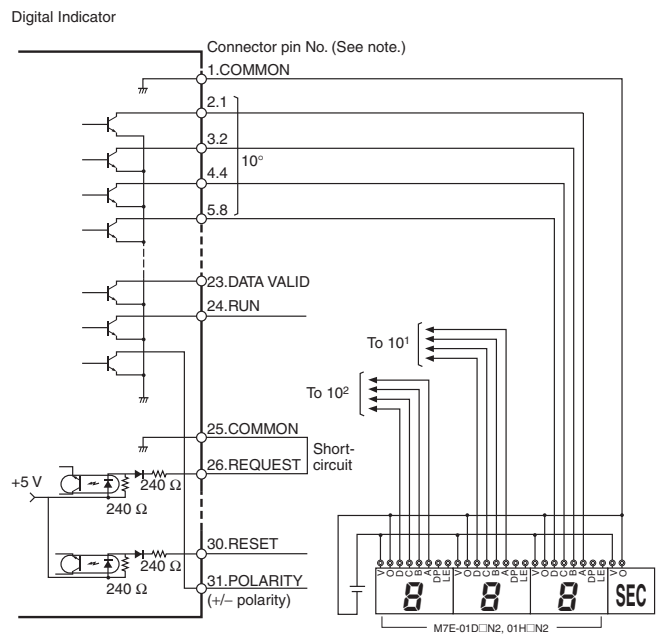 Digital Indicator
Connector pin No. (See note.)
1.COMMON
2.1
3.2
10°
4.4
5.8
23.DATA VALID
24.RUN
To 10¹
To 10²
25.COMMON
Short-
circuit
26.REQUEST
+5 V
240 Ω
240 Ω
30.RESET
240 Ω
240 Ω
31.POLARITY
(+/− polarity)
V O D C B A DP LE V O D C B A DP LE V O D C B A DP LE V O
8 8 8 SEC
M7E-01D□N2, 01H□N2